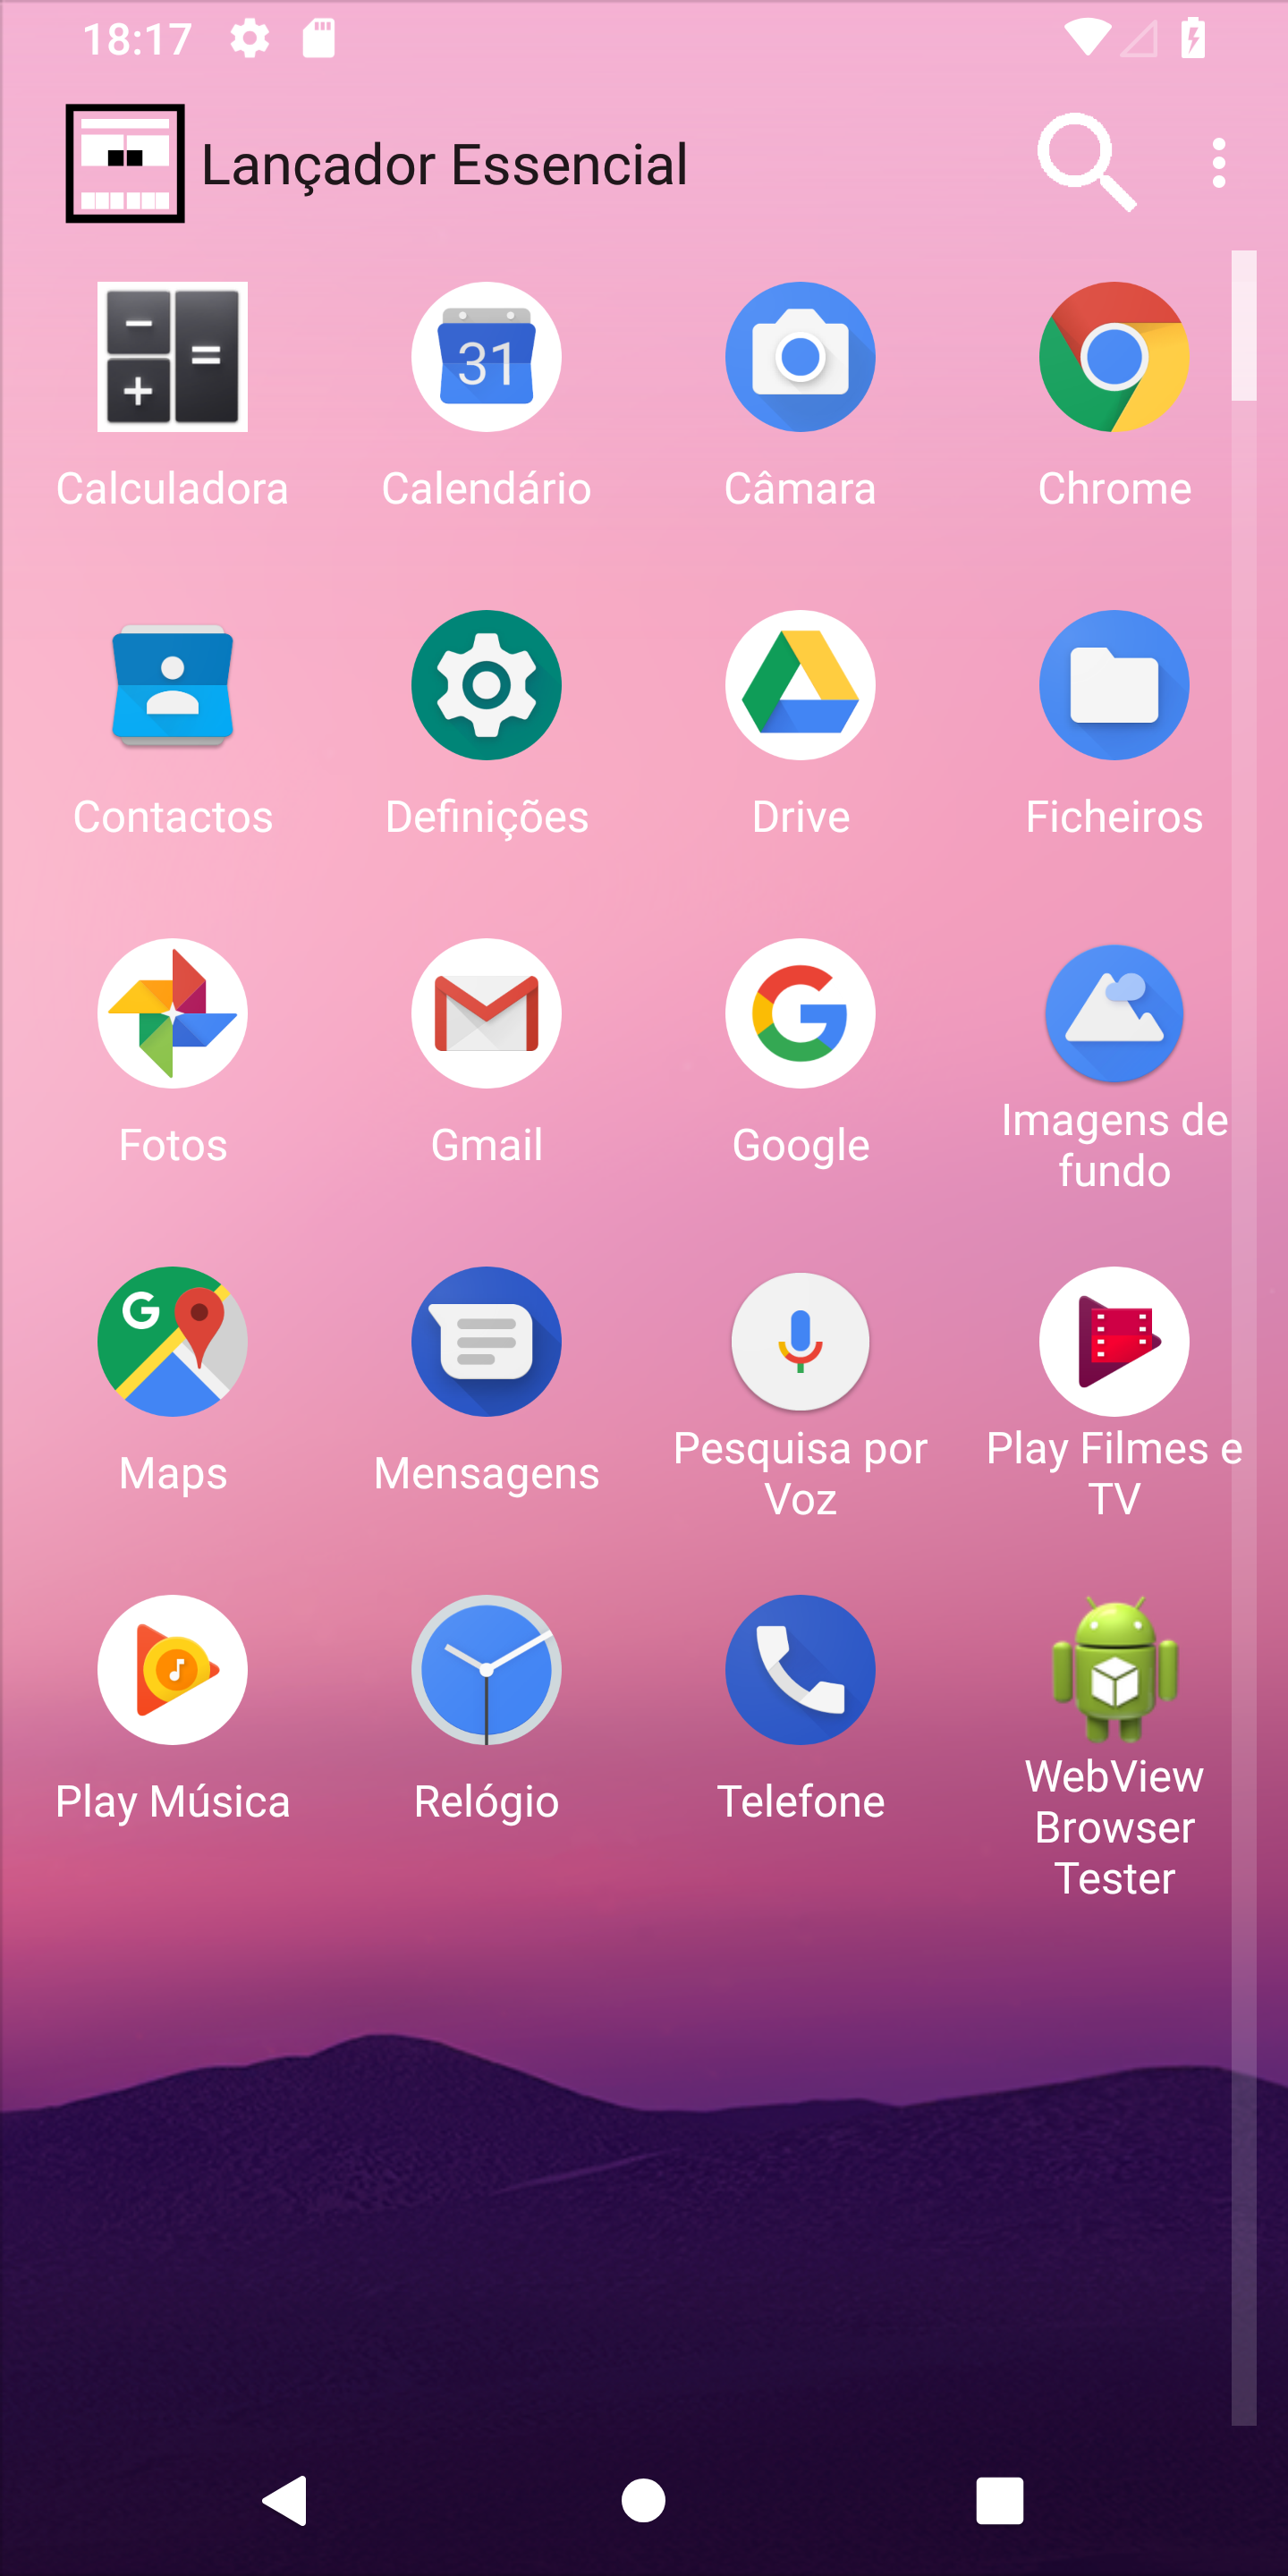 18:17
Lançador Essencial
31
Calculadora
Calendário
Câmara
Chrome
Contactos
Definições
Drive
Ficheiros
Fotos
Gmail
Google
Imagens de
fundo
G
Maps
Mensagens
Pesquisa por
Voz
Play Filmes e
TV
Play Música
Relógio
Telefone
WebView
Browser
Tester